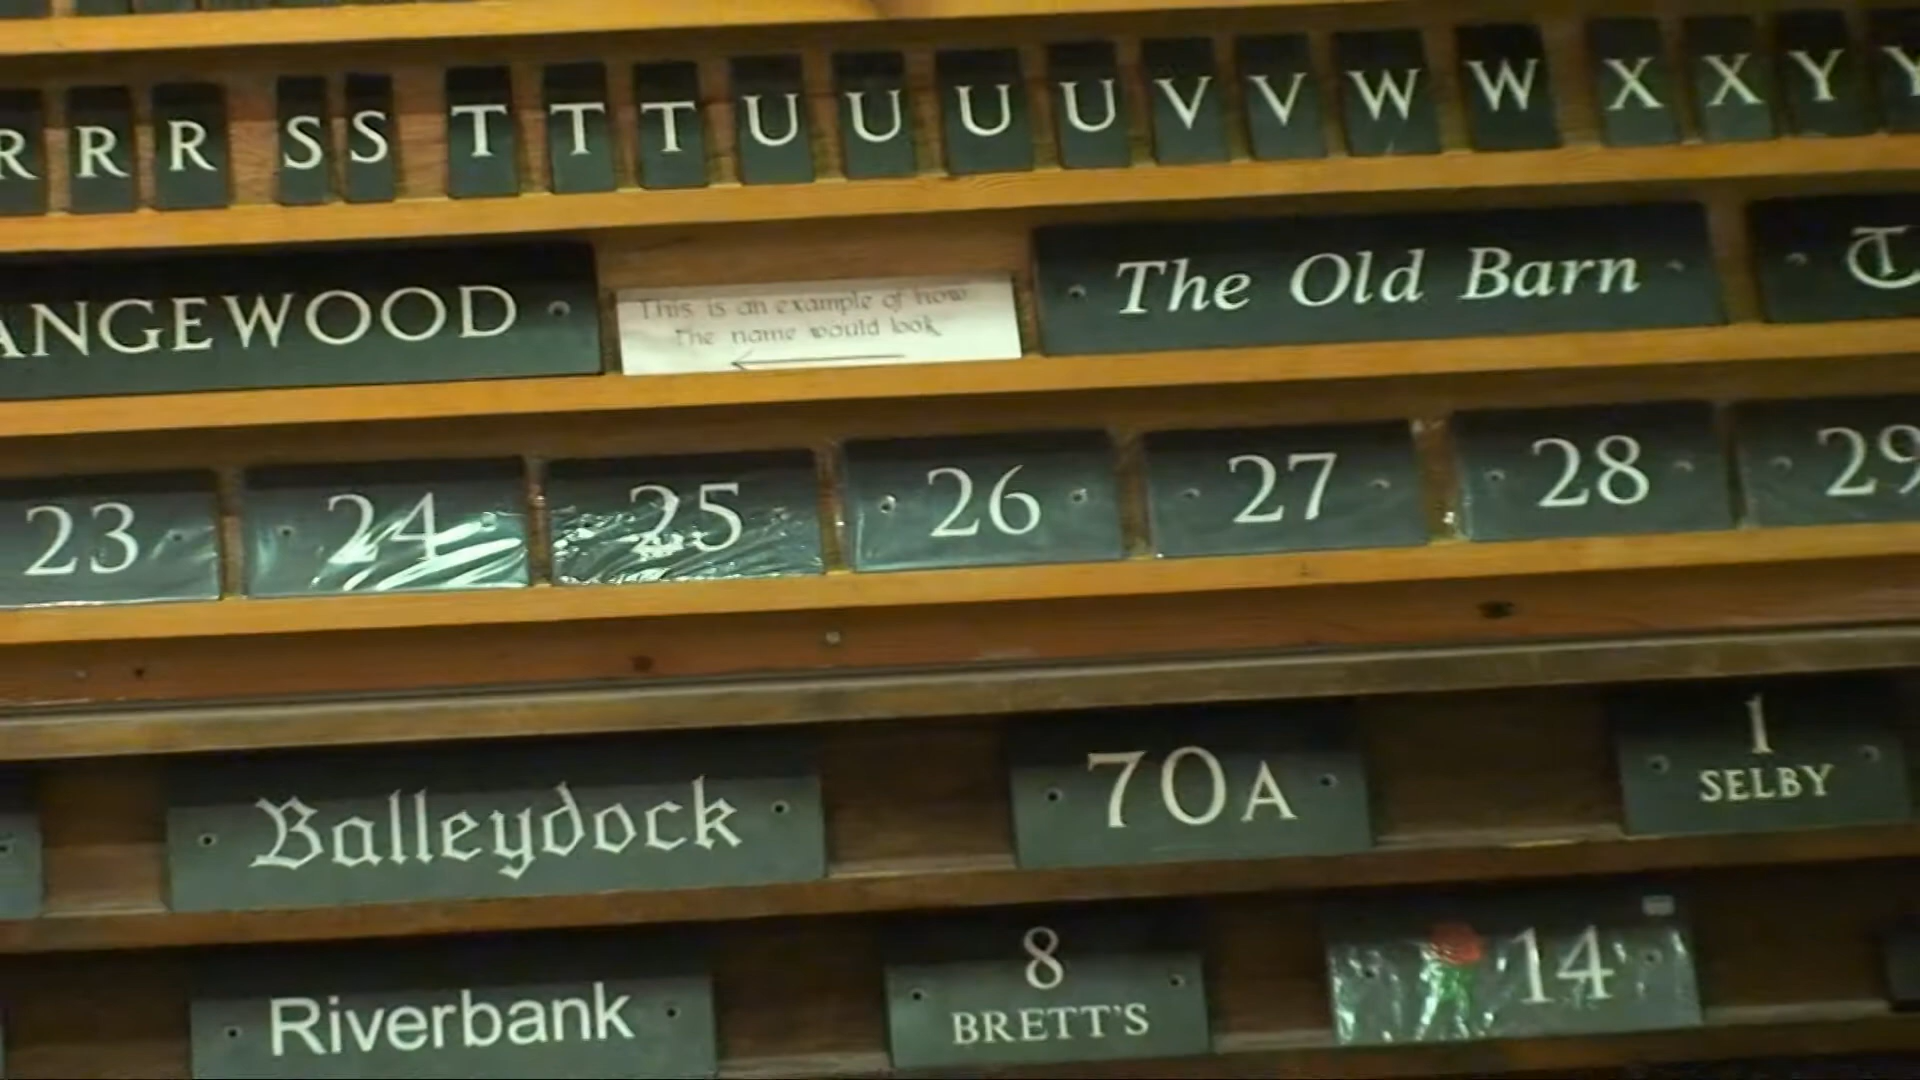 R R R S S T T T U U U U V V W W X X Y Y
ANGEWOOD
This is an example of how
the name would look
The Old Barn
T
23 24 25 26 27 28 29
Balleydock
70A
1
SELBY
Riverbank
8
BRETT'S
14